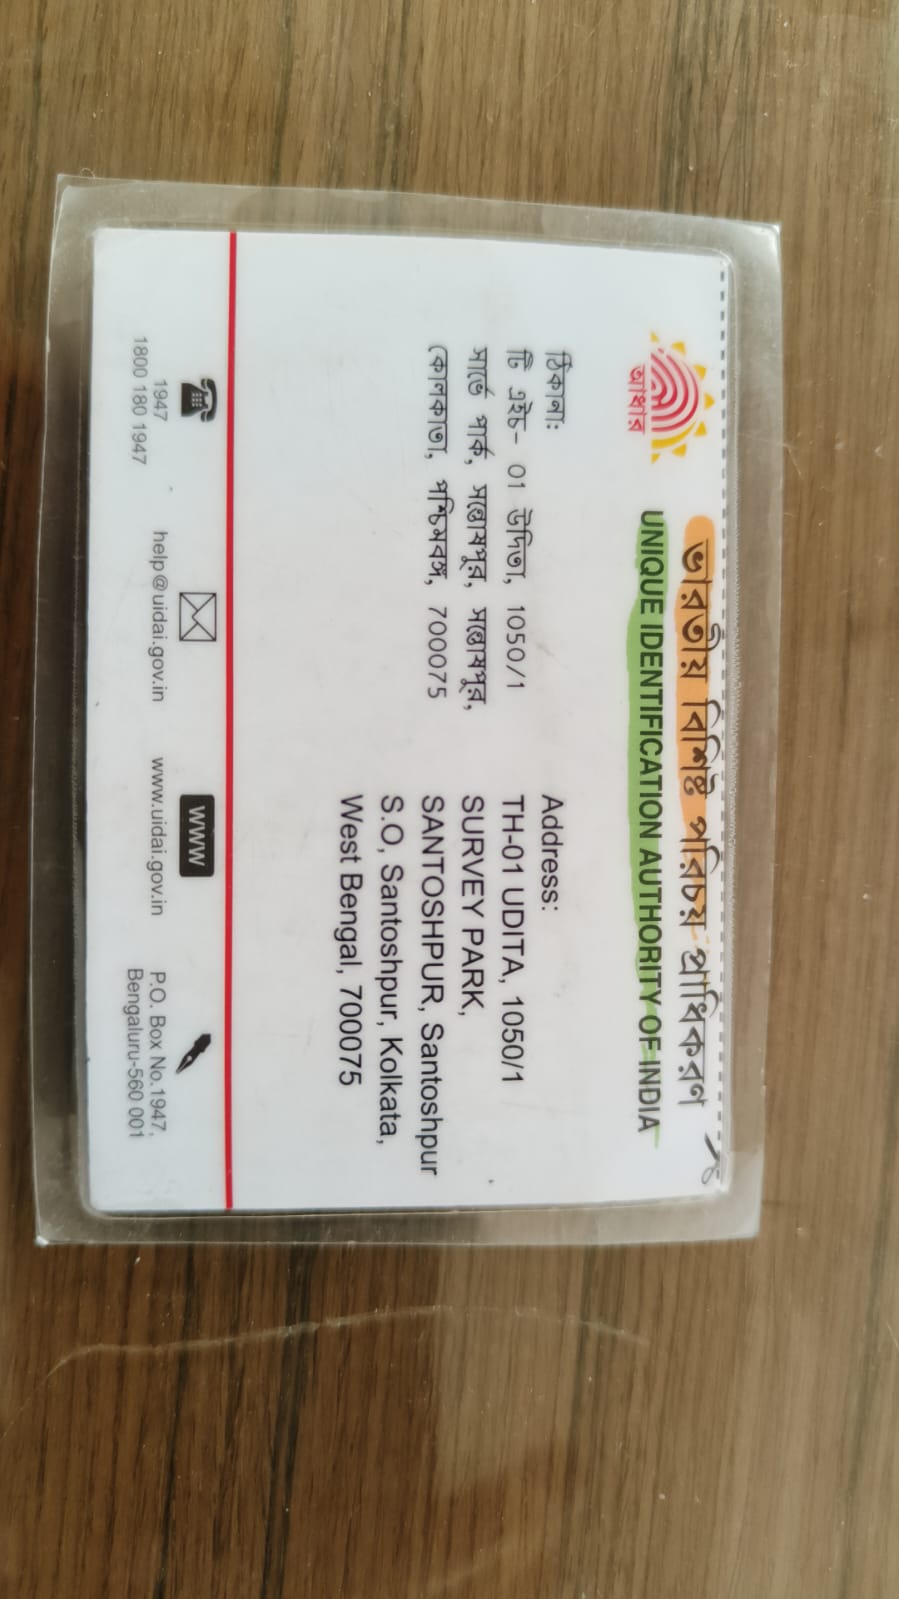 আধার
ভারতীয় বিশিষ্ট পরিচয় প্রাধিকরণ
UNIQUE IDENTIFICATION AUTHORITY OF INDIA
ঠিকানা:
টি এইচ- 01 উদিতা, 1050/1
সার্ভে পার্ক, সন্তোষপুর, সন্তোষপুর,
কোলকাতা, পশ্চিমবঙ্গ, 700075
Address:
TH-01 UDITA, 1050/1
SURVEY PARK,
SANTOSHPUR, Santoshpur
S.O, Santoshpur, Kolkata,
West Bengal, 700075
1947
1800 180 1947
help@uidai.gov.in
WWW
www.uidai.gov.in
P.O. Box No.1947,
Bengaluru-560 001